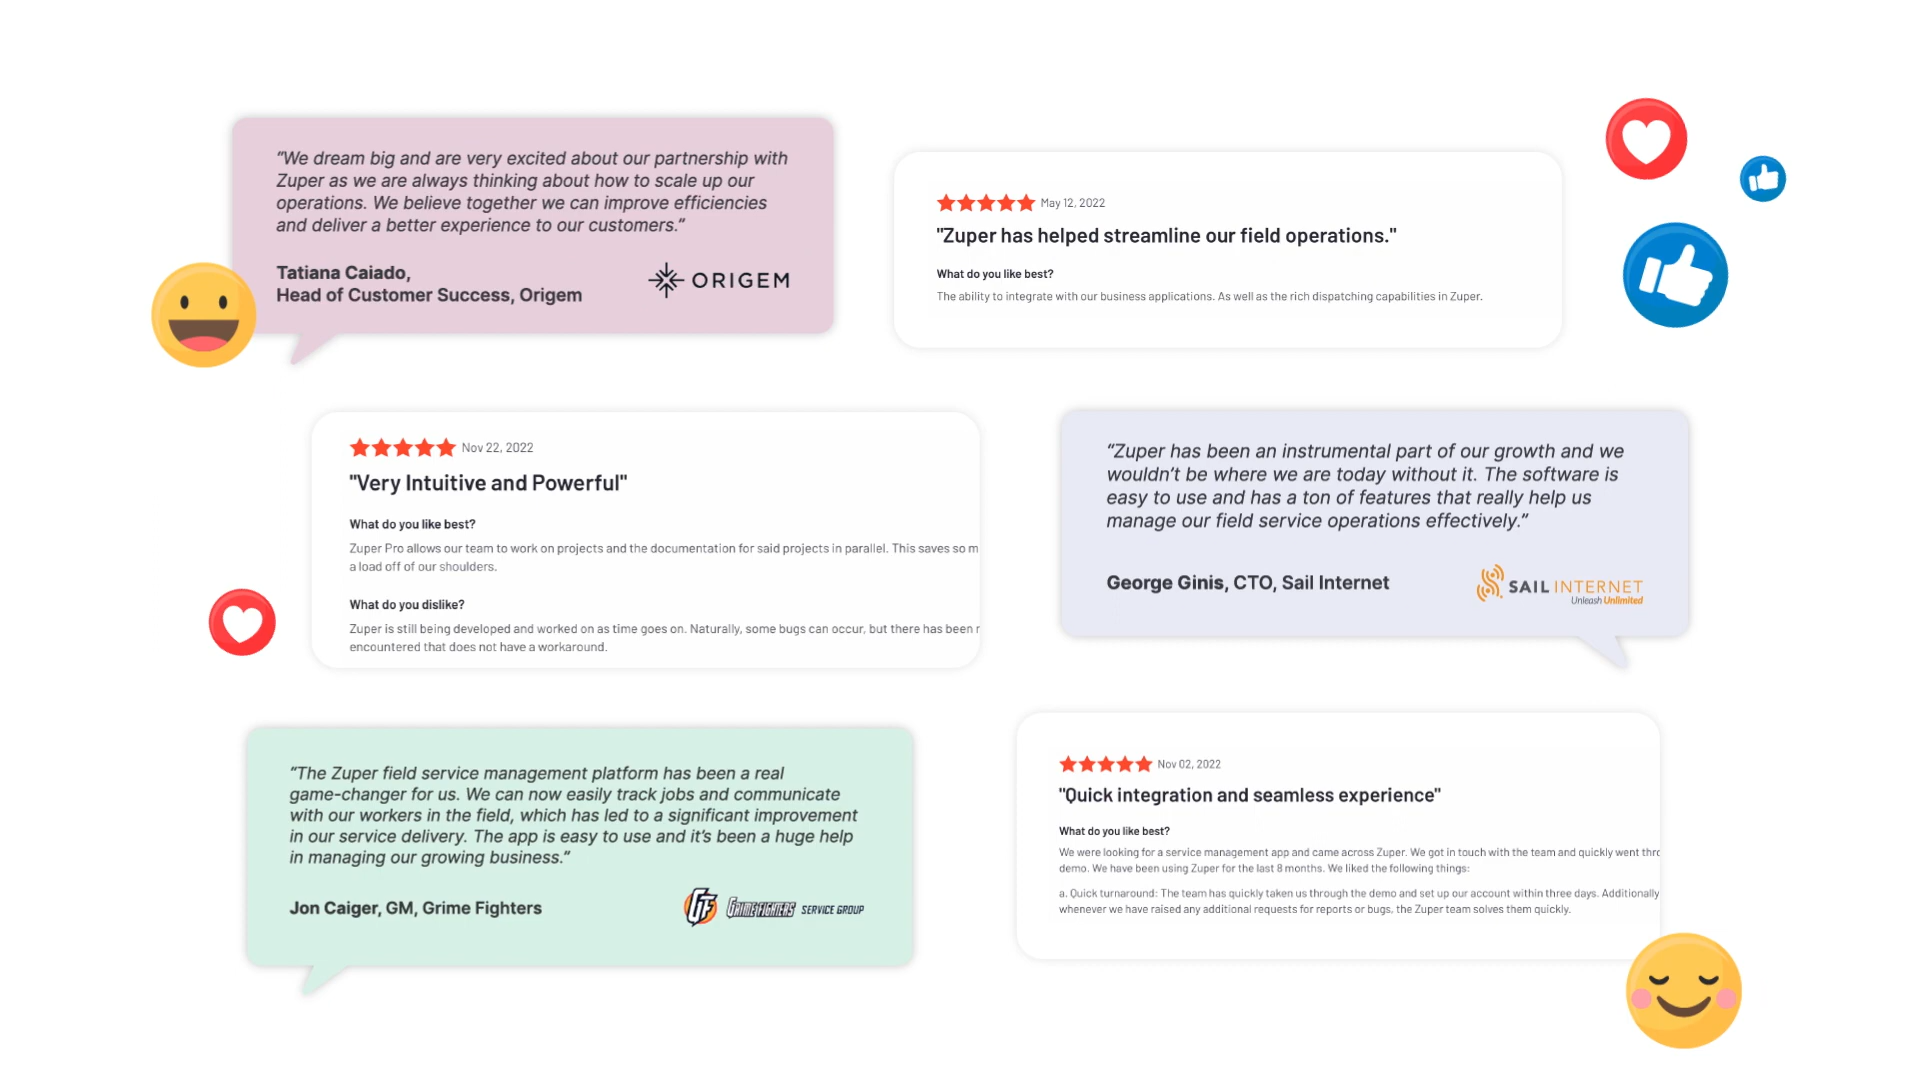 “We dream big and are very excited about our partnership with
Zuper as we are always thinking about how to scale up our
operations. We believe together we can improve efficiencies
and deliver a better experience to our customers.”
Tatiana Caiado,
Head of Customer Success, Origem
ORIGEM
May 12, 2022
"Zuper has helped streamline our field operations."
What do you like best?
The ability to integrate with our business applications. As well as the rich dispatching capabilities in Zuper.
Nov 22, 2022
"Very Intuitive and Powerful"
What do you like best?
Zuper Pro allows our team to work on projects and the documentation for said projects in parallel. This saves so m
a load off of our shoulders.
What do you dislike?
Zuper is still being developed and worked on as time goes on. Naturally, some bugs can occur, but there has been
encountered that does not have a workaround.
“Zuper has been an instrumental part of our growth and we
wouldn’t be where we are today without it. The software is
easy to use and has a ton of features that really help us
manage our field service operations effectively.”
George Ginis, CTO, Sail Internet
SAIL INTERNET
Unleash Unlimited
“The Zuper field service management platform has been a real
game-changer for us. We can now easily track jobs and communicate
with our workers in the field, which has led to a significant improvement
in our service delivery. The app is easy to use and it’s been a huge help
in managing our growing business.”
Jon Caiger, GM, Grime Fighters
GF GRIME FIGHTERS SERVICE GROUP
Nov 02, 2022
"Quick integration and seamless experience"
What do you like best?
We were looking for a service management app and came across Zuper. We got in touch with the team and quickly went thro
demo. We have been using Zuper for the last 8 months. We liked the following things:
a. Quick turnaround: The team has quickly taken us through the demo and set up our account within three days. Additionally
whenever we have raised any additional requests for reports or bugs, the Zuper team solves them quickly.